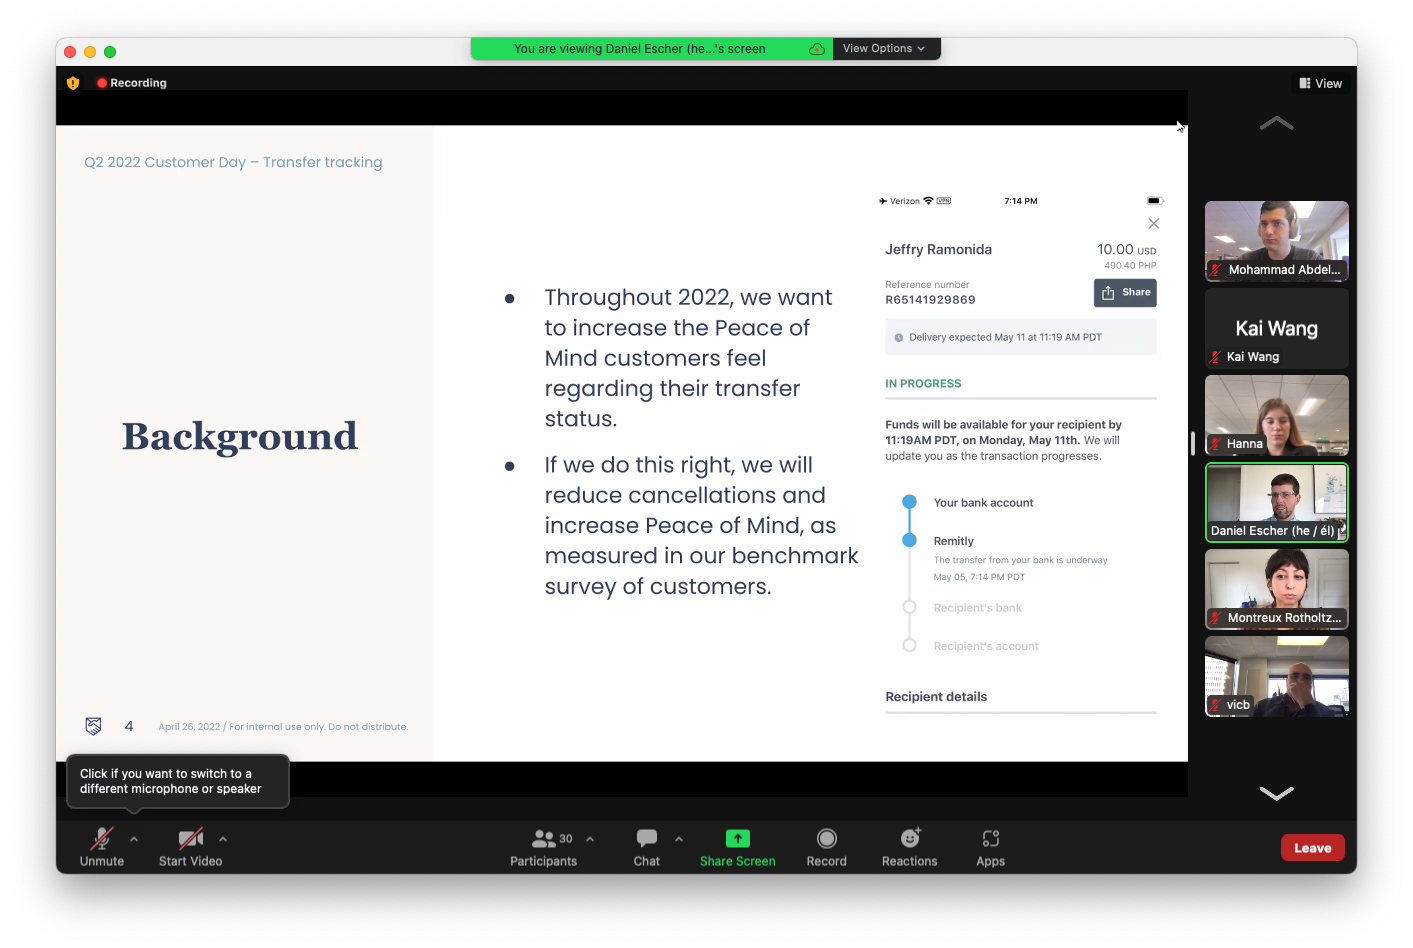 You are viewing Daniel Escher (he...'s screen
View Options
Recording
View
Q2 2022 Customer Day – Transfer tracking
Background
4
April 26, 2022 / For internal use only. Do not distribute.
Throughout 2022, we want
to increase the Peace of
Mind customers feel
regarding their transfer
status.
If we do this right, we will
reduce cancellations and
increase Peace of Mind, as
measured in our benchmark
survey of customers.
Verizon
VPN
7:14 PM
Jeffry Ramonida
10.00 USD
490.40 PHP
Reference number
R65141929869
Share
Delivery expected May 11 at 11:19 AM PDT
IN PROGRESS
Funds will be available for your recipient by
11:19AM PDT, on Monday, May 11th. We will
update you as the transaction progresses.
Your bank account
Remitly
The transfer from your bank is underway
May 05, 7:14 PM PDT
Recipient's bank
Recipient's account
Recipient details
Mohammad Abdel...
Kai Wang
Kai Wang
Hanna
Daniel Escher (he / él)
Montreux Rotholtz...
vicb
Click if you want to switch to a
different microphone or speaker
Unmute
Start Video
30
Participants
Chat
Share Screen
Record
Reactions
Apps
Leave